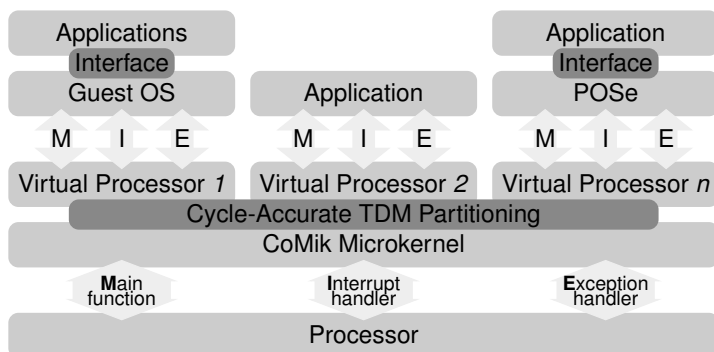 Applications Application
Interface Interface
Guest OS Application POSe
M I E M I E M I E
Virtual Processor 1 Virtual Processor 2 Virtual Processor n
Cycle-Accurate TDM Partitioning
CoMik Microkernel
Main function
Interrupt handler
Exception handler
Processor